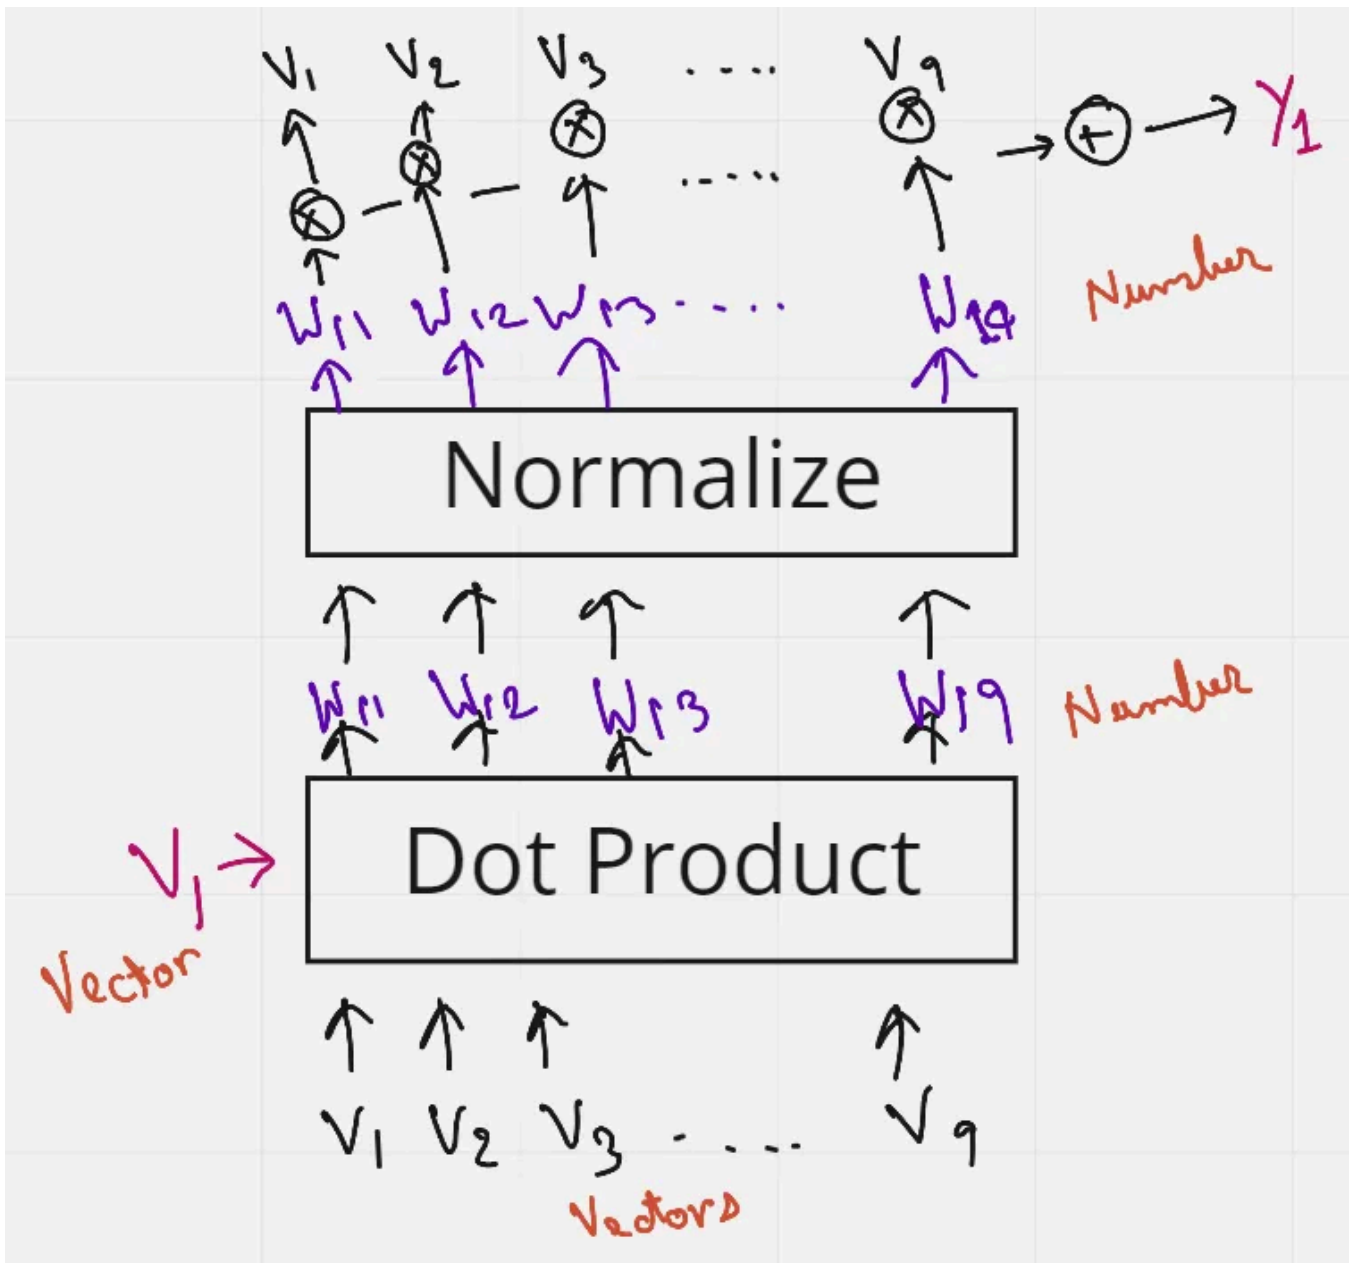 V1 V2 V3 ..... V9
Y1
W11 W12 W13 ..... W19
Number
Normalize
W11 W12 W13 W19
Number
V1
Dot Product
Vector
V1 V2 V3 ..... V9
Vectors